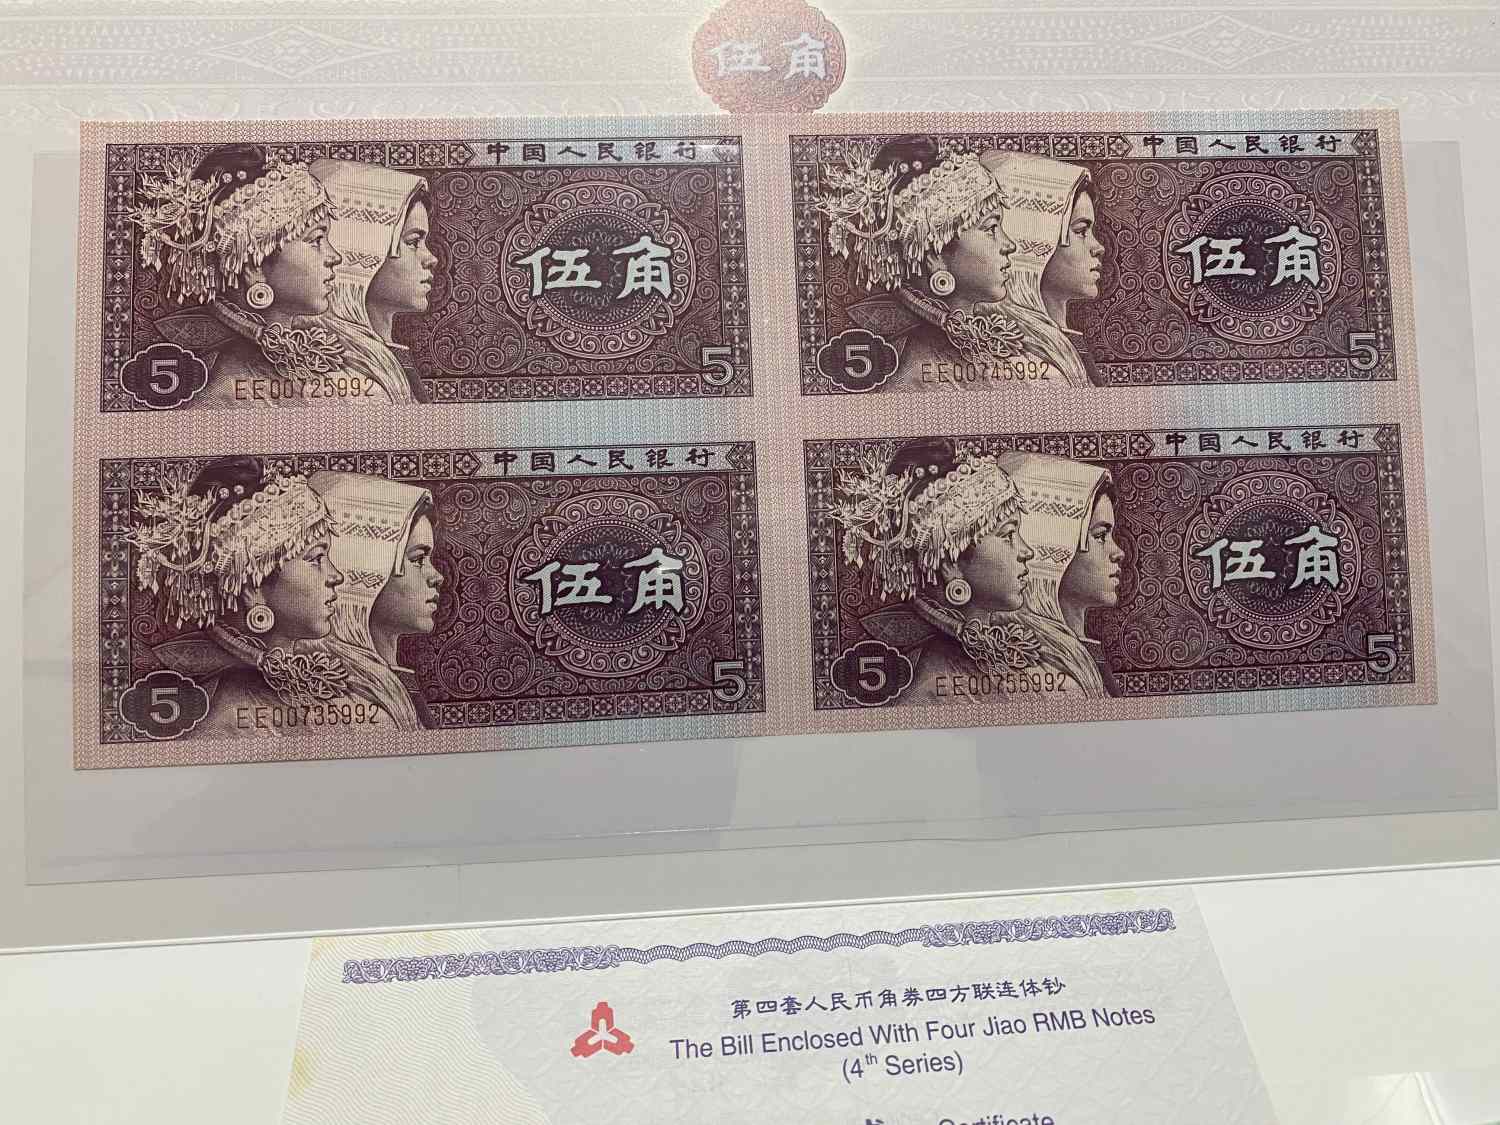 伍角
中国人民银行
伍角
5
EE00725992
5
中国人民银行
伍角
5
EE00745992
5
中国人民银行
伍角
5
EE00735992
5
中国人民银行
伍角
5
EE00755992
5
第四套人民币角券四方联连体钞
The Bill Enclosed With Four Jiao RMB Notes
(4th Series)
Certificate